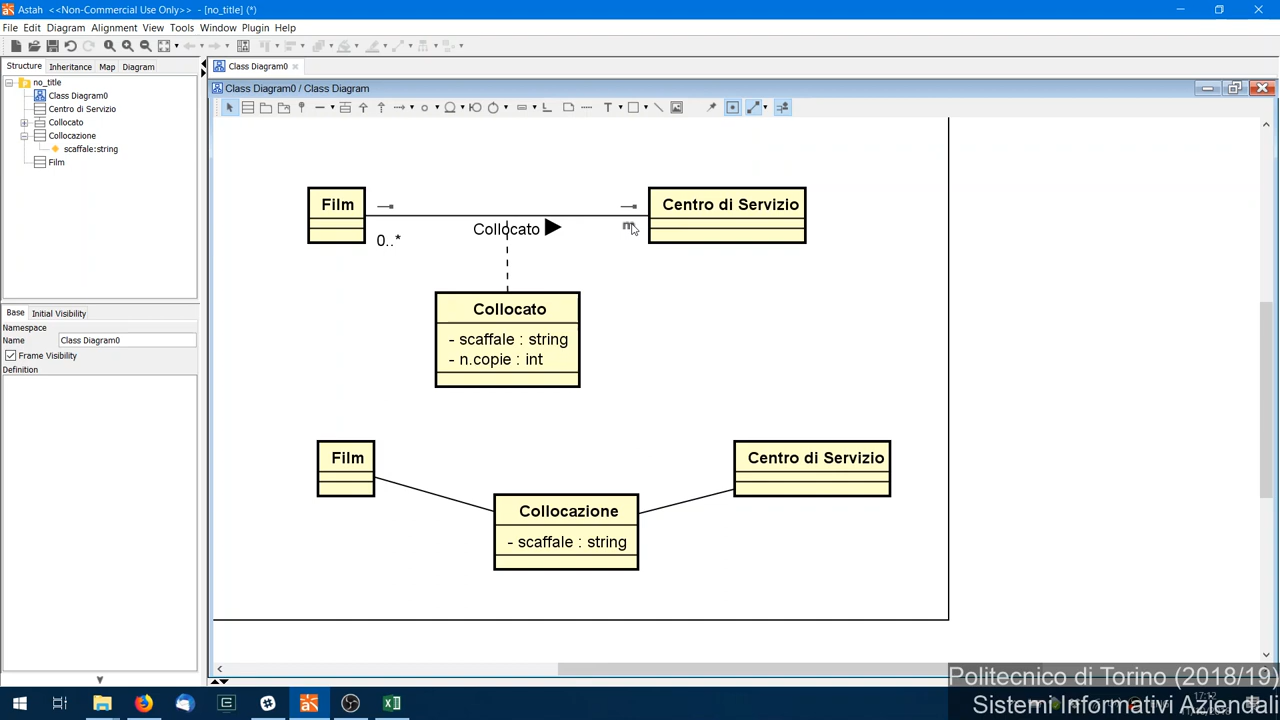 Astah <<Non-Commercial Use Only>> - [no_title] (*)
File Edit Diagram Alignment View Tools Window Plugin Help
Structure Inheritance Map Diagram
Class Diagram0
no_title
Class Diagram0 / Class Diagram
Class Diagram0
Centro di Servizio
Collocato
Collocazione
scaffale:string
Film
Film
Centro di Servizio
Collocato
0..*
Collocato
- scaffale : string
- n.copie : int
Base Initial Visibility
Namespace
Name Class Diagram0
Frame Visibility
Definition
Film
Centro di Servizio
Collocazione
- scaffale : string
Politecnico di Torino (2018/19)
17:12
Sistemi Informativi Aziendali